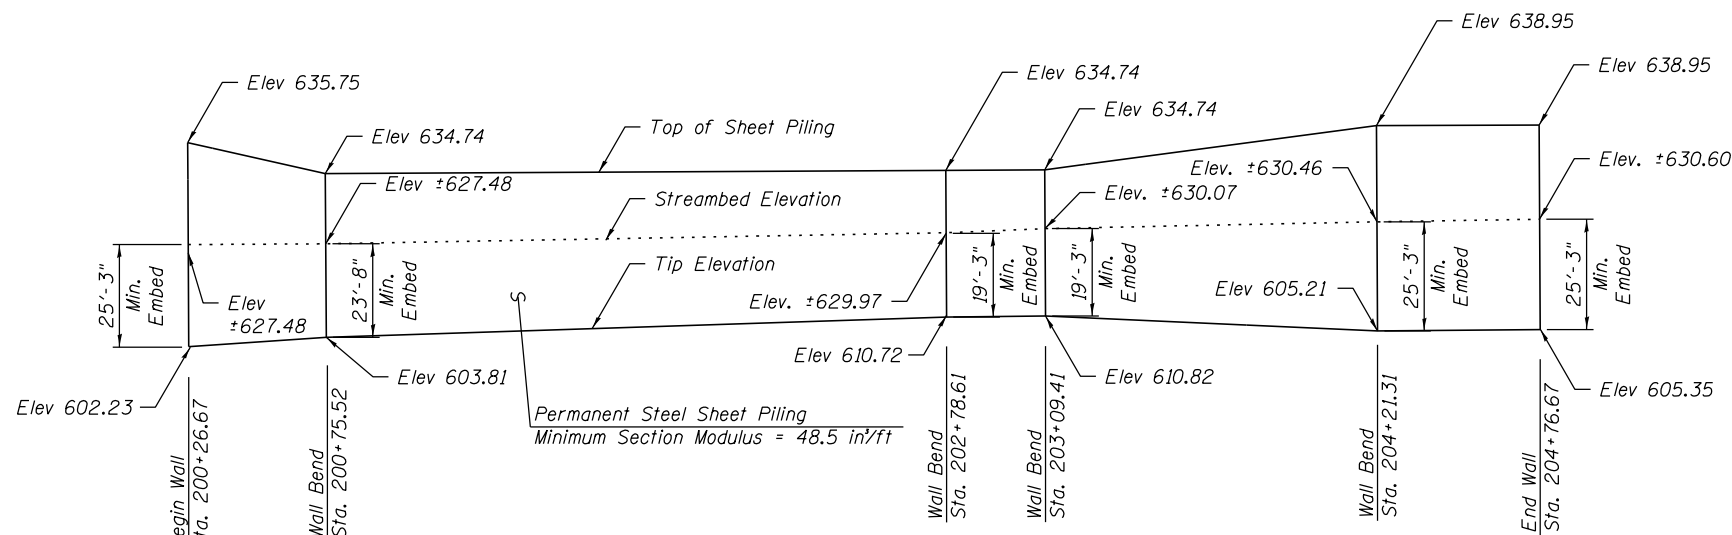 Elev 638.95
Elev 638.95
Elev 635.75
Elev 634.74
Elev 634.74
Elev 634.74
Top of Sheet Piling
Elev. ±630.60
Elev. ±630.46
Elev ±627.48
Elev. ±630.07
Streambed Elevation
Tip Elevation
25'-3"
Min.
Embed
Elev
±627.48
23'-8"
Min.
Embed
Elev. ±629.97
19'-3"
Min.
Embed
19'-3"
Min.
Embed
Elev 605.21
25'-3"
Min.
Embed
25'-3"
Min.
Embed
Elev 610.72
Elev 602.23
Elev 603.81
Elev 610.82
Elev 605.35
Permanent Steel Sheet Piling
Minimum Section Modulus = 48.5 in³/ft
egin Wall
ta. 200+26.67
Wall Bend
Sta. 200+75.52
Wall Bend
Sta. 202+78.61
Wall Bend
Sta. 203+09.41
Wall Bend
Sta. 204+21.31
End Wall
Sta. 204+76.67